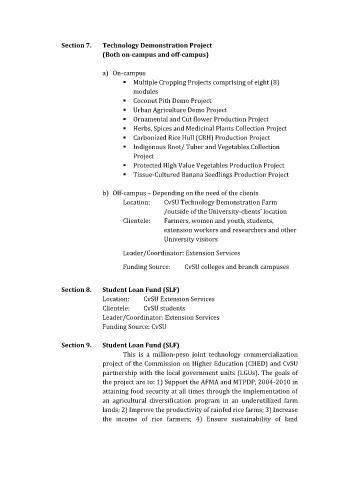 Section 7. Technology Demonstration Project
(Both on-campus and off-campus)
a) On-campus
▪ Multiple Cropping Projects comprising of eight (8)
modules
▪ Coconut Pith Demo Project
▪ Urban Agriculture Demo Project
▪ Ornamental and Cut flower Production Project
▪ Herbs, Spices and Medicinal Plants Collection Project
▪ Carbonized Rice Hull (CRH) Production Project
▪ Indigenous Root/ Tuber and Vegetables Collection
Project
▪ Protected High Value Vegetables Production Project
▪ Tissue-Cultured Banana Seedlings Production Project
b) Off-campus – Depending on the need of the clients
Location: CvSU Technology Demonstration Farm
/outside of the University-clients' location
Clientele: Farmers, women and youth, students,
extension workers and researchers and other
University visitors
Leader/Coordinator: Extension Services
Funding Source: CvSU colleges and branch campuses
Section 8. Student Loan Fund (SLF)
Location: CvSU Extension Services
Clientele: CvSU students
Leader/Coordinator: Extension Services
Funding Source: CvSU
Section 9. Student Loan Fund (SLF)
This is a million-peso joint technology commercialization
project of the Commission on Higher Education (CHED) and CvSU
partnership with the local government units (LGUs). The goals of
the project are to: 1) Support the AFMA and MTPDP, 2004-2010 in
attaining food security at all times through the implementation of
an agricultural diversification program in an underutilized farm
lands; 2) Improve the productivity of rainfed rice farms; 3) Increase
the income of rice farmers; 4) Ensure sustainability of land